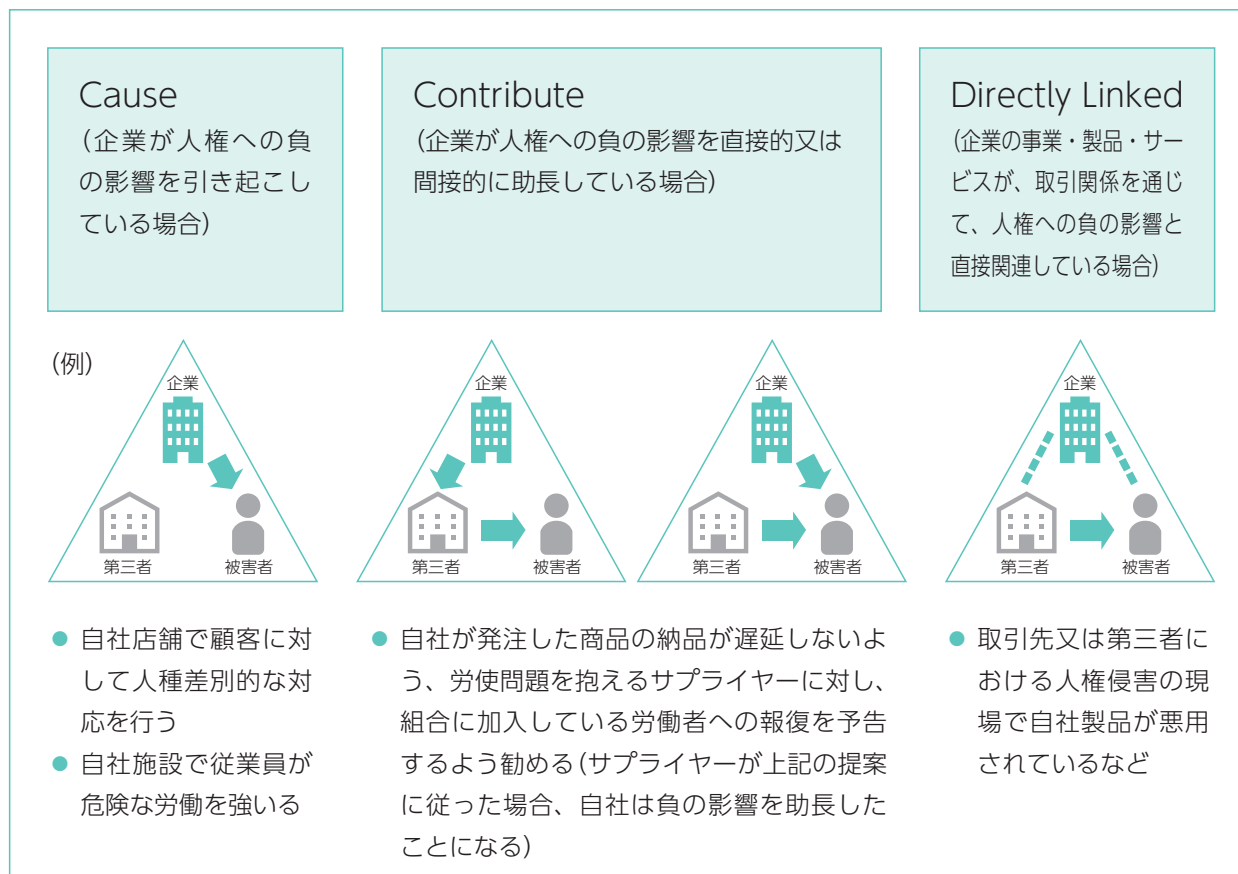 Cause
(企業が人権への負
の影響を引き起こし
ている場合)
Contribute
(企業が人権への負の影響を直接的又は
間接的に助長している場合)
Directly Linked
(企業の事業・製品・サー
ビスが、取引関係を通じ
て、人権への負の影響と
直接関連している場合)
(例)
企業
第三者
被害者
企業
第三者
被害者
企業
第三者
被害者
企業
第三者
被害者
● 自社店舗で顧客に対
して人種差別的な対
応を行う
● 自社施設で従業員が
危険な労働を強いる
● 自社が発注した商品の納品が遅延しないよ
う、労使問題を抱えるサプライヤーに対し、
組合に加入している労働者への報復を予告
するよう勧める(サプライヤーが上記の提案
に従った場合、自社は負の影響を助長した
ことになる)
● 取引先又は第三者に
おける人権侵害の現
場で自社製品が悪用
されているなど